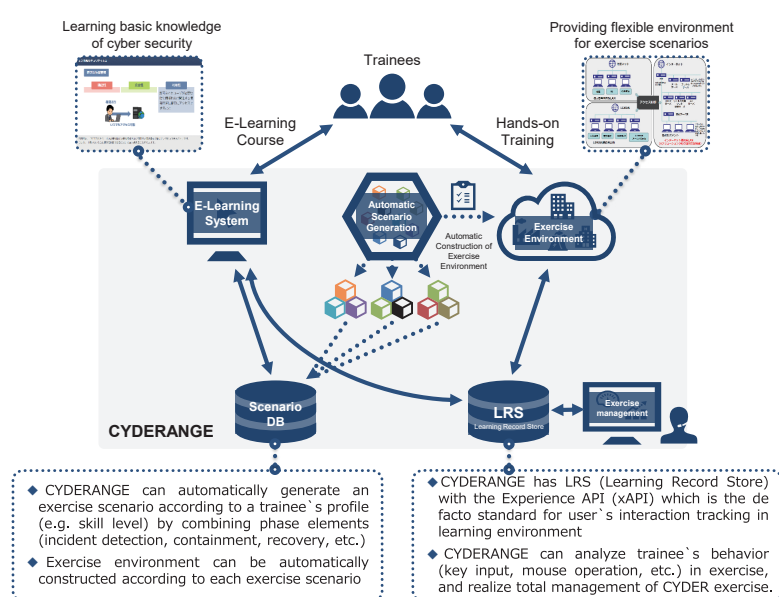 Learning basic knowledge
of cyber security
Providing flexible environment
for exercise scenarios
Trainees
E-Learning
Course
Hands-on
Training
E-Learning
System
Automatic
Scenario
Generation
Automatic
Construction of
Exercise
Environment
Exercise
Environment
Scenario
DB
LRS
Learning Record Store
Exercise
management
CYDERANGE
◆ CYDERANGE can automatically generate an
exercise scenario according to a trainee`s profile
(e.g. skill level) by combining phase elements
(incident detection, containment, recovery, etc.)
◆ Exercise environment can be automatically
constructed according to each exercise scenario
◆ CYDERANGE has LRS (Learning Record Store)
with the Experience API (xAPI) which is the de
facto standard for user`s interaction tracking in
learning environment
◆ CYDERANGE can analyze trainee`s behavior
(key input, mouse operation, etc.) in exercise,
and realize total management of CYDER exercise.